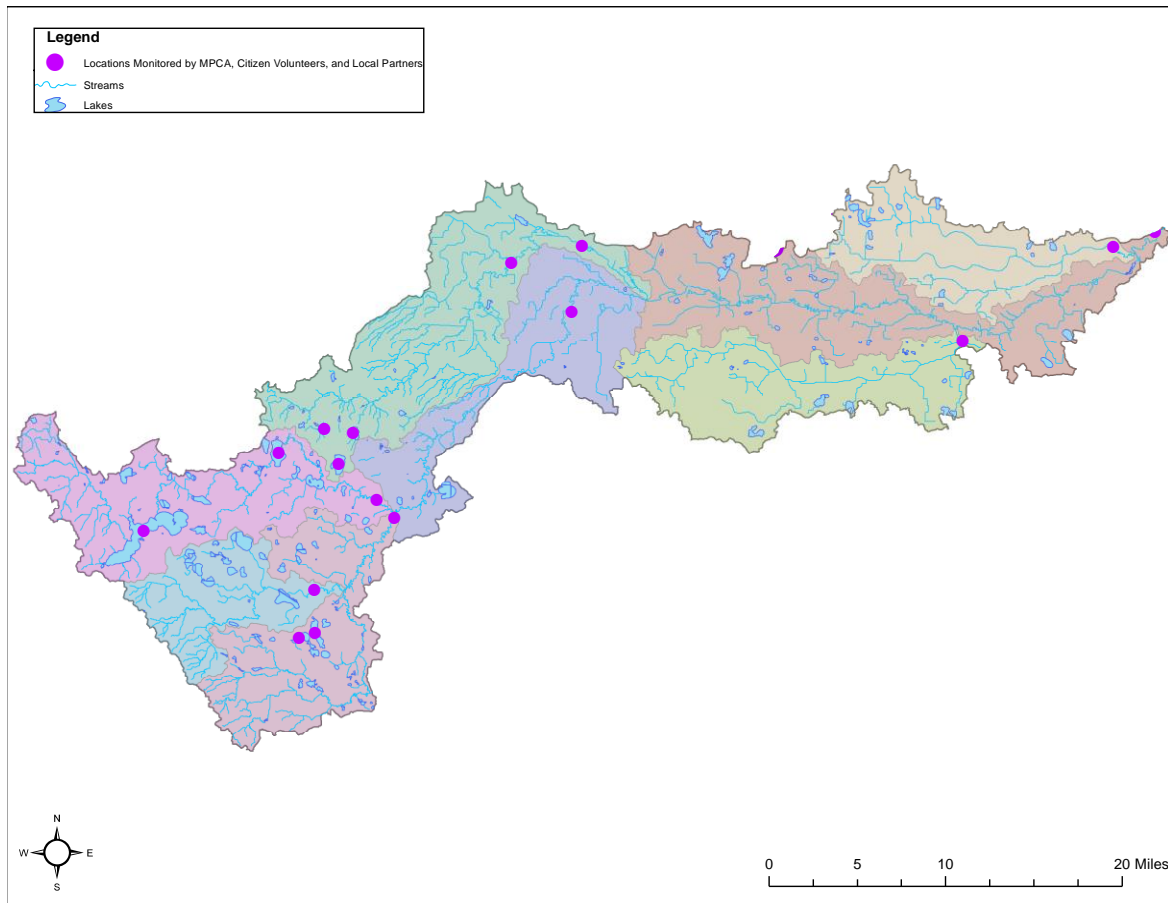 Legend
Locations Monitored by MPCA, Citizen Volunteers, and Local Partners
Streams
Lakes
N
W E
S
0 5 10 20 Miles